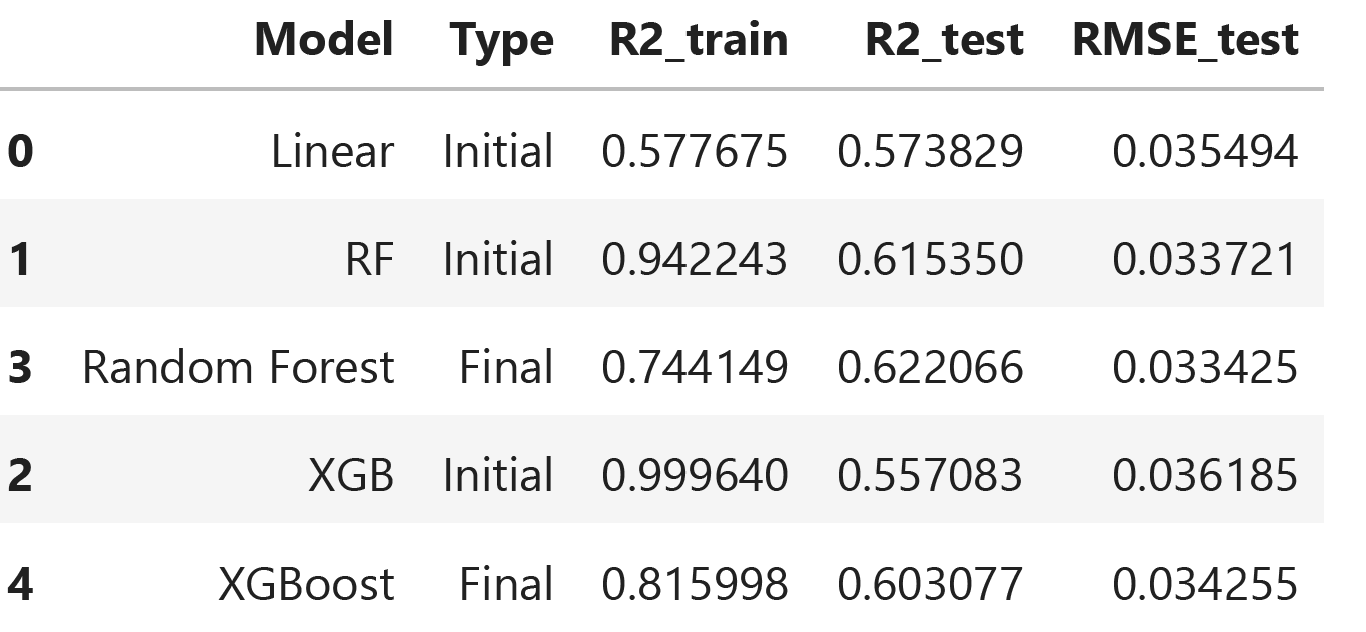 Model Type R2_train R2_test RMSE_test
0 Linear Initial 0.577675 0.573829 0.035494
1 RF Initial 0.942243 0.615350 0.033721
3 Random Forest Final 0.744149 0.622066 0.033425
2 XGB Initial 0.999640 0.557083 0.036185
4 XGBoost Final 0.815998 0.603077 0.034255